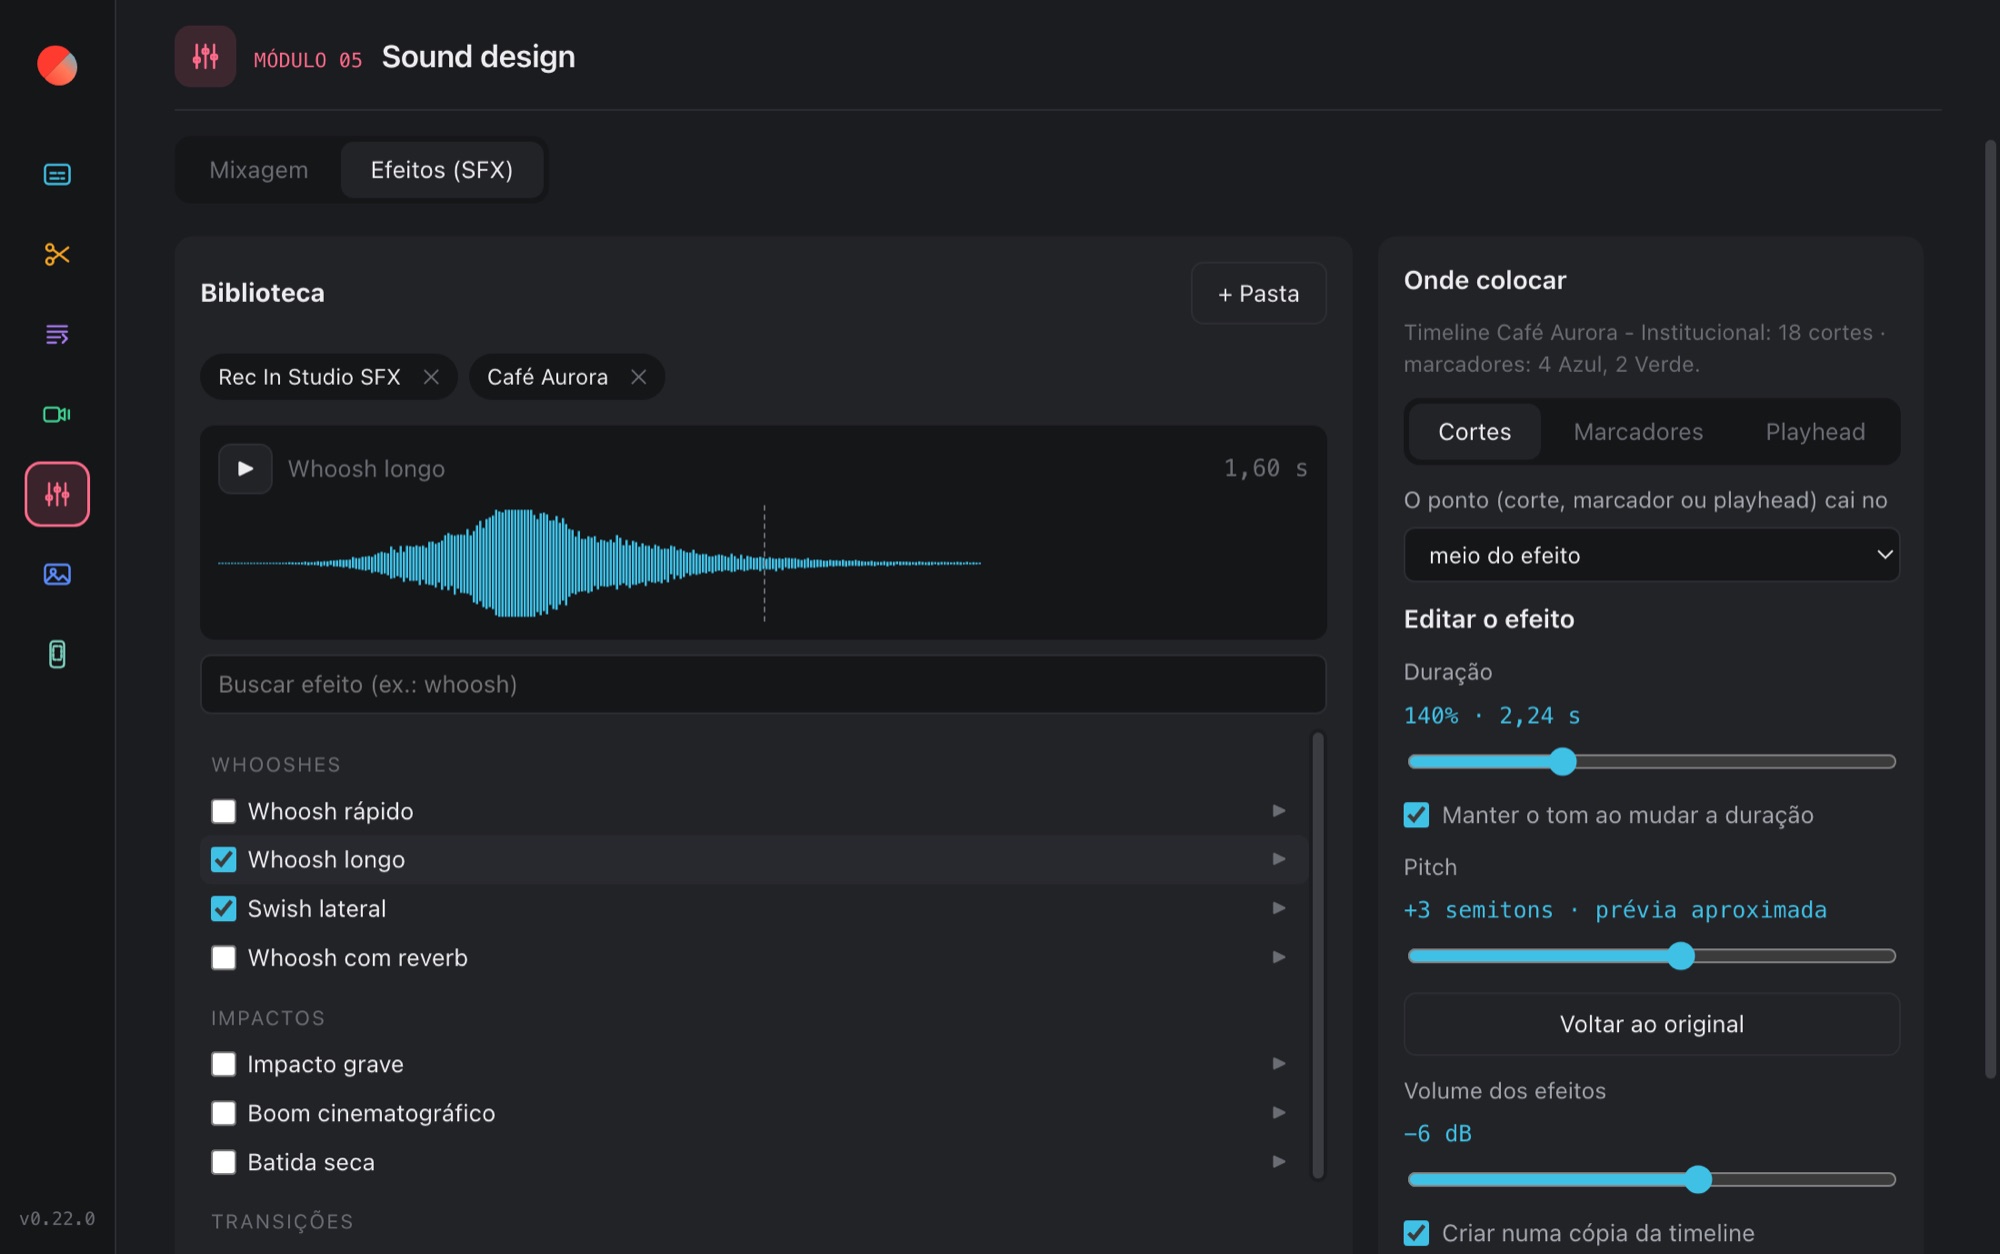 MÓDULO 05 Sound design
Mixagem
Efeitos (SFX)
Biblioteca
+ Pasta
Rec In Studio SFX
Café Aurora
Whoosh longo
1,60 s
Buscar efeito (ex.: whoosh)
WHOOSHES
Whoosh rápido
Whoosh longo
Swish lateral
Whoosh com reverb
IMPACTOS
Impacto grave
Boom cinematográfico
Batida seca
TRANSIÇÕES
Onde colocar
Timeline Café Aurora - Institucional: 18 cortes ·
marcadores: 4 Azul, 2 Verde.
Cortes
Marcadores
Playhead
O ponto (corte, marcador ou playhead) cai no
meio do efeito
Editar o efeito
Duração
140% · 2,24 s
Manter o tom ao mudar a duração
Pitch
+3 semitons · prévia aproximada
Voltar ao original
Volume dos efeitos
−6 dB
Criar numa cópia da timeline
v0.22.0